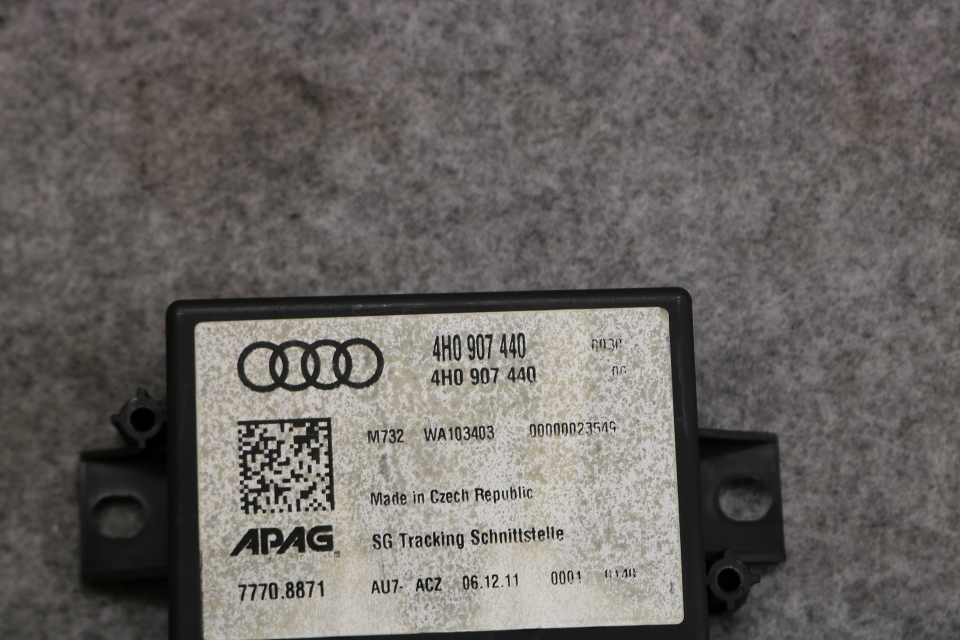 4H0 907 440 0030
4H0 907 440
M732 WA103403 00000023549
Made in Czech Republic
APAG
SG Tracking Schnittstelle
7770.8871
AU7- ACZ 06.12.11 0001